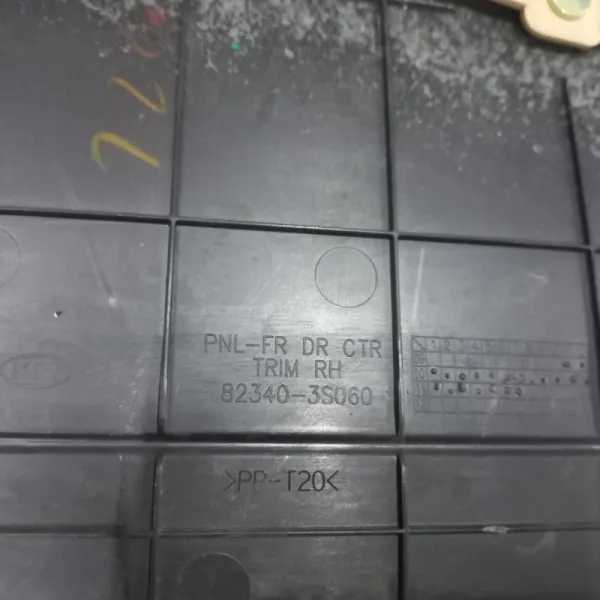 PNL-FR DR CTR
TRIM RH
82340-3S060
>PP-T20<